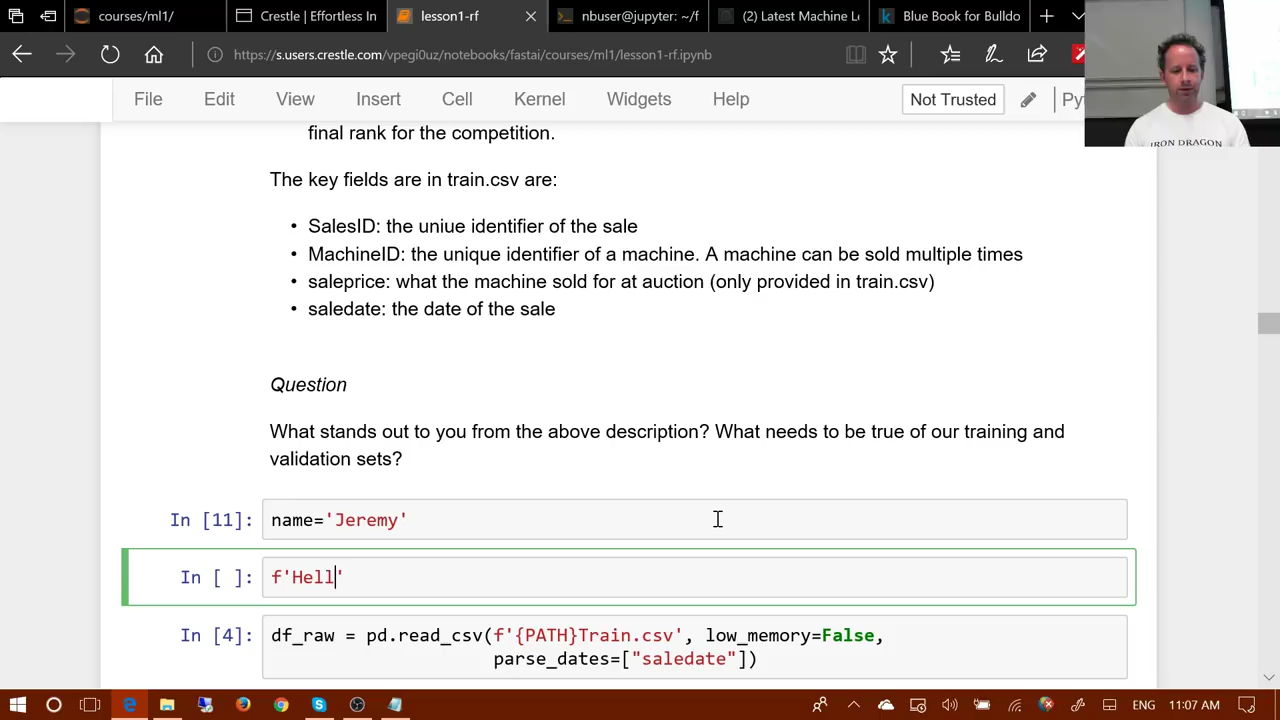 courses/ml1/
Crestle | Effortless In
lesson1-rf
nbuser@jupyter: ~/f
(2) Latest Machine Le
Blue Book for Bulldo
https://s.users.crestle.com/vpegi0uz/notebooks/fastai/courses/ml1/lesson1-rf.ipynb
File Edit View Insert Cell Kernel Widgets Help Not Trusted Py
IRON DRAGON
final rank for the competition.
The key fields are in train.csv are:
• SalesID: the uniue identifier of the sale
• MachineID: the unique identifier of a machine. A machine can be sold multiple times
• saleprice: what the machine sold for at auction (only provided in train.csv)
• saledate: the date of the sale
Question
What stands out to you from the above description? What needs to be true of our training and
validation sets?
In [11]: name='Jeremy'
In [ ]: f'Hell'
In [4]: df_raw = pd.read_csv(f'{PATH}Train.csv', low_memory=False,
parse_dates=["saledate"])
ENG 11:07 AM